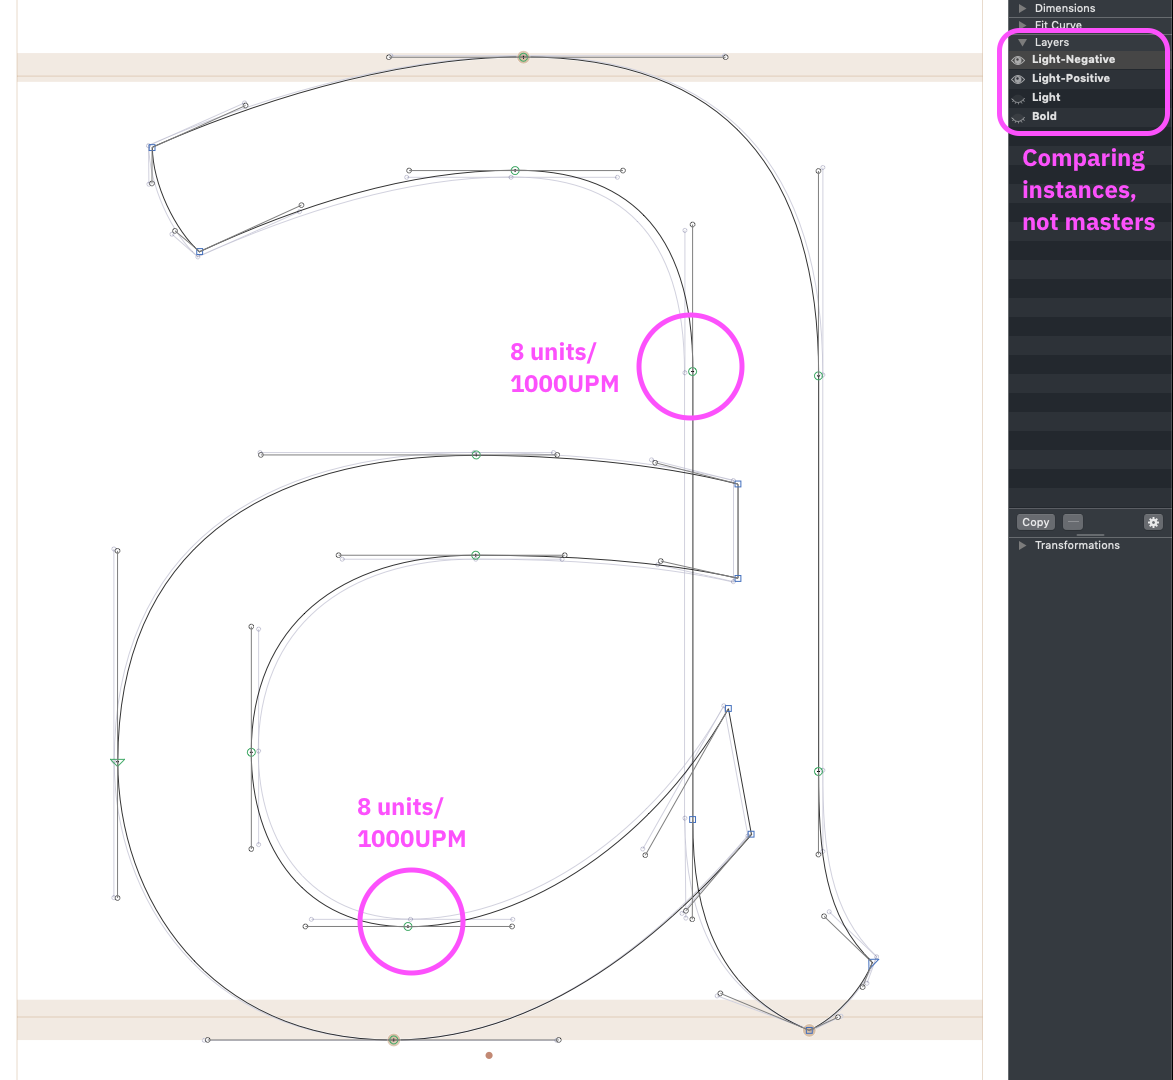 Dimensions
Fit Curve
Layers
Light-Negative
Light-Positive
Light
Bold
Comparing
instances,
not masters
8 units/
1000UPM
Copy
Transformations
8 units/
1000UPM